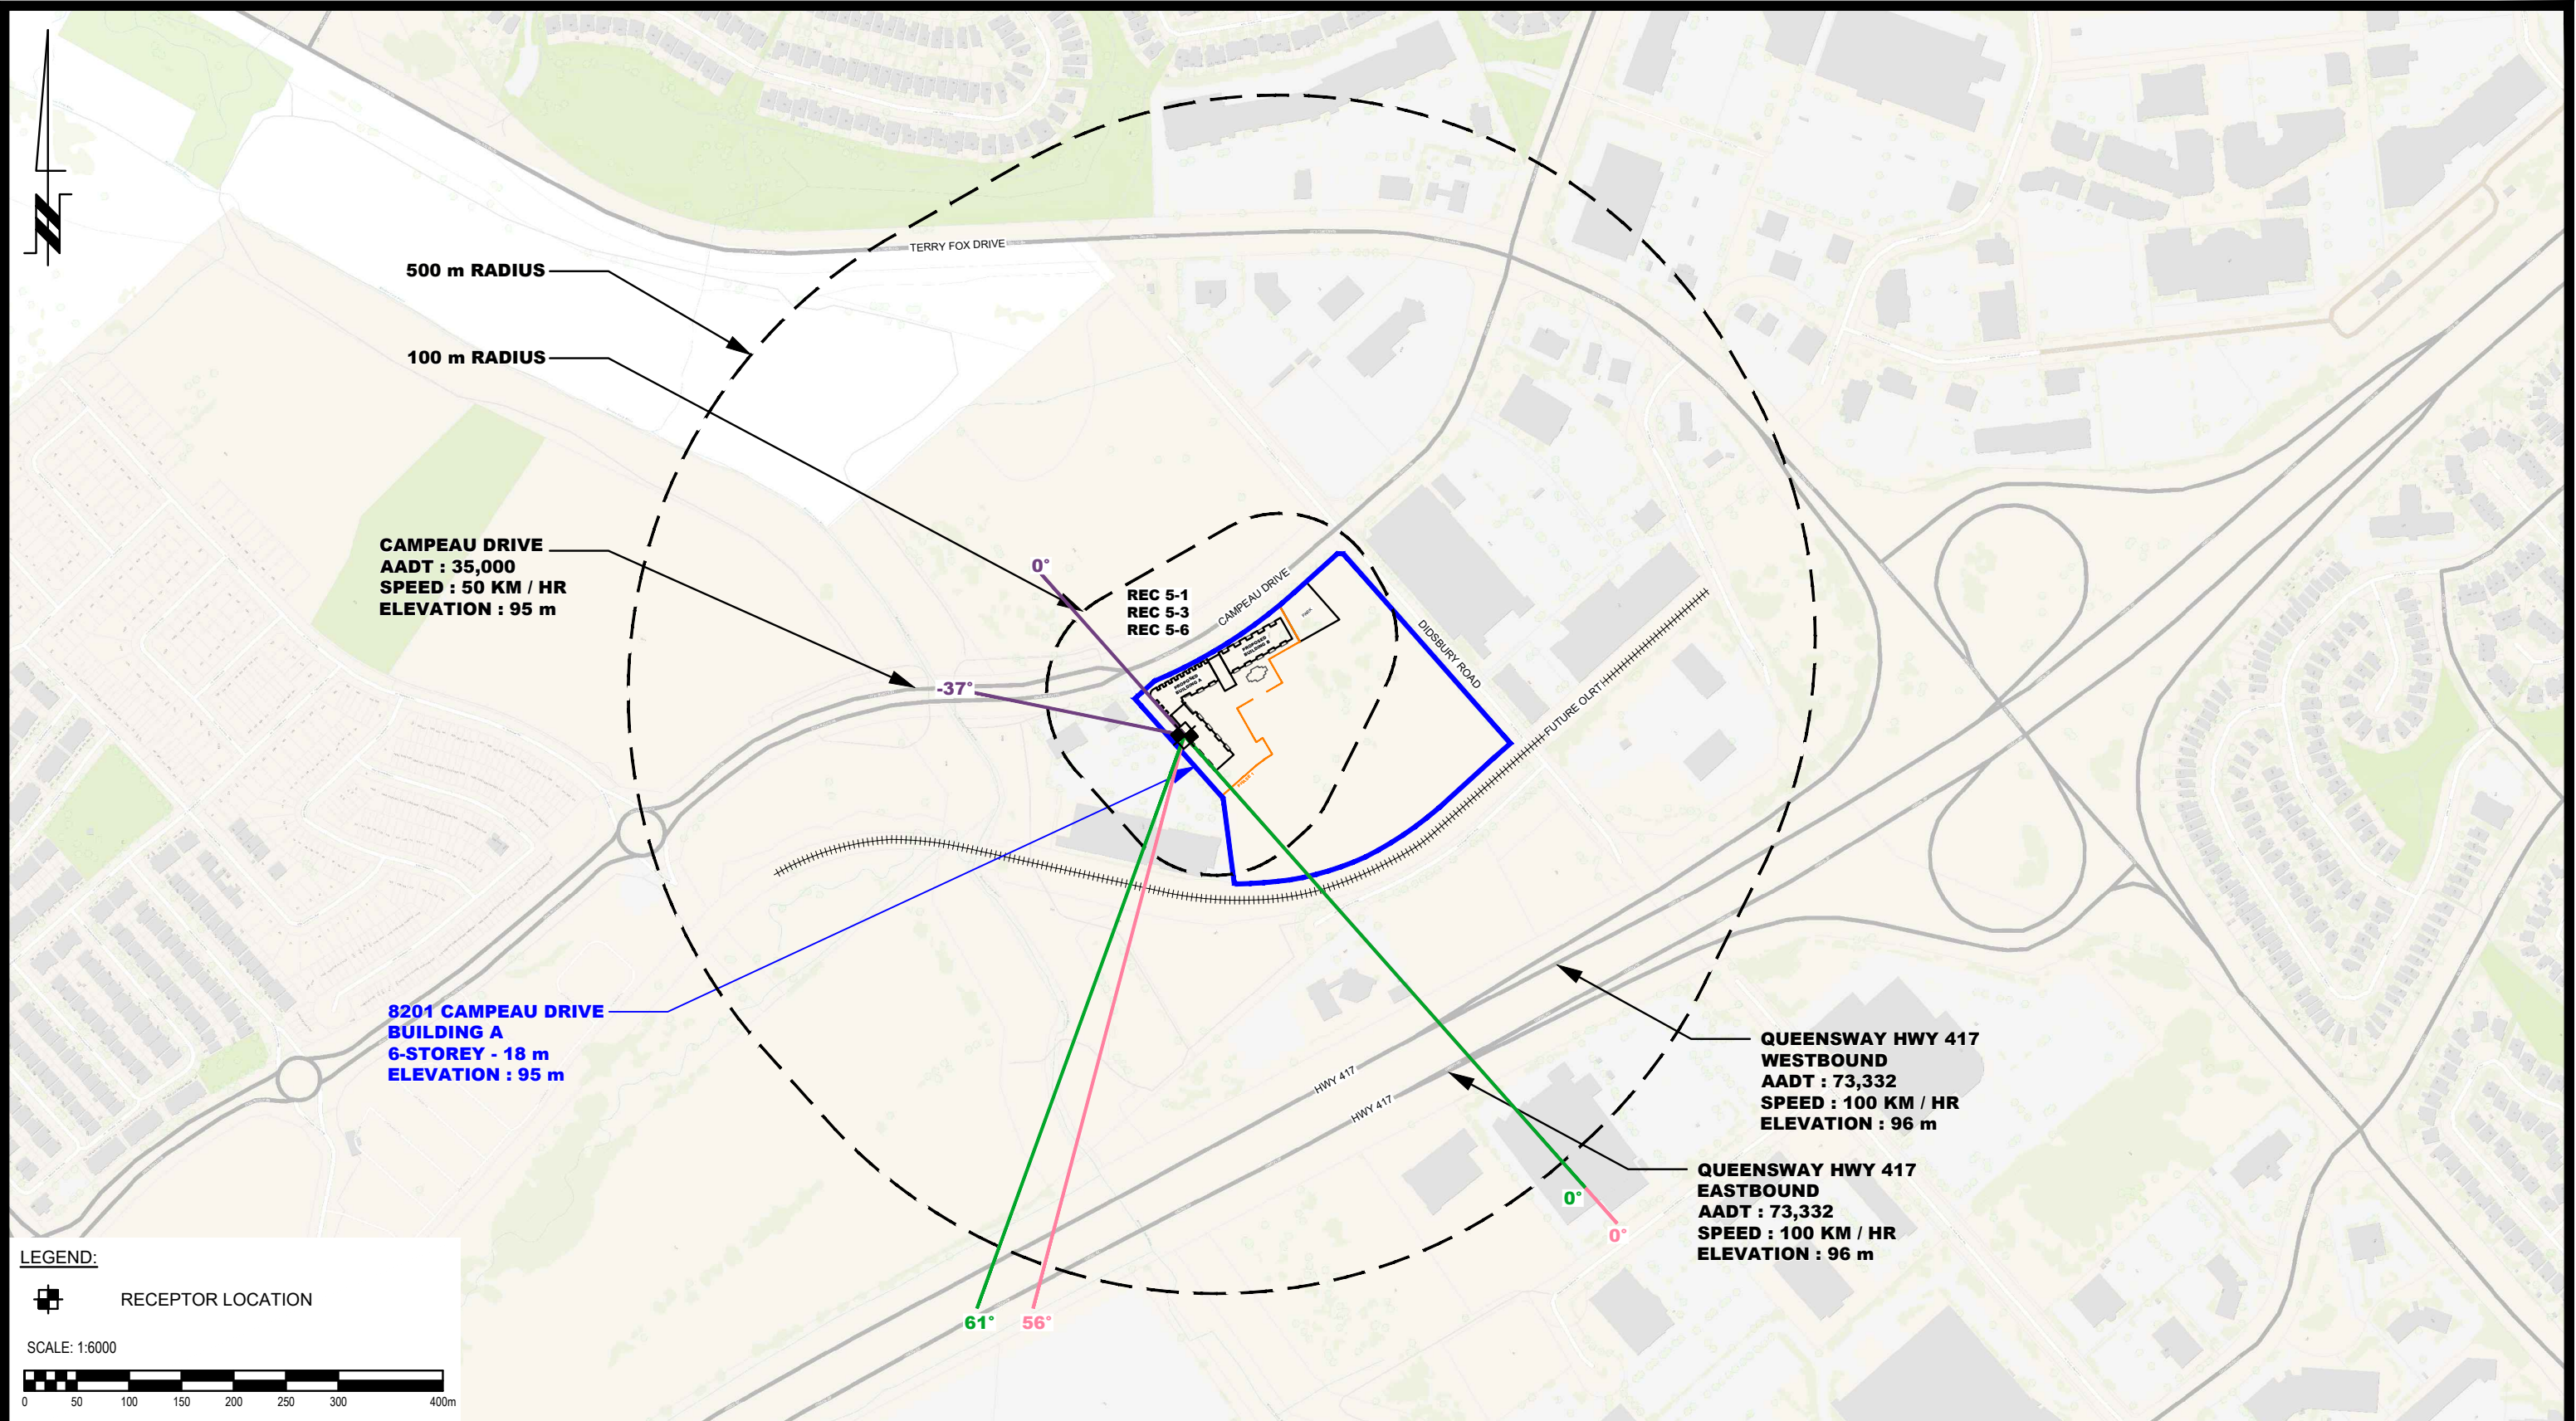 TERRY FOX DRIVE
500 m RADIUS
100 m RADIUS
CAMPEAU DRIVE
AADT : 35,000
SPEED : 50 KM / HR
ELEVATION : 95 m
0°
REC 5-1
REC 5-3
REC 5-6
CAMPEAU DRIVE
DIDSBURY ROAD
PROPOSED
BUILDING B
PROPOSED
BUILDING A
-37°
FUTURE OLRT
8201 CAMPEAU DRIVE
BUILDING A
6-STOREY - 18 m
ELEVATION : 95 m
HWY 417
HWY 417
QUEENSWAY HWY 417
WESTBOUND
AADT : 73,332
SPEED : 100 KM / HR
ELEVATION : 96 m
QUEENSWAY HWY 417
EASTBOUND
AADT : 73,332
SPEED : 100 KM / HR
ELEVATION : 96 m
0°
0°
61°
56°
LEGEND:
RECEPTOR LOCATION
SCALE: 1:6000
0 50 100 150 200 250 300 400m